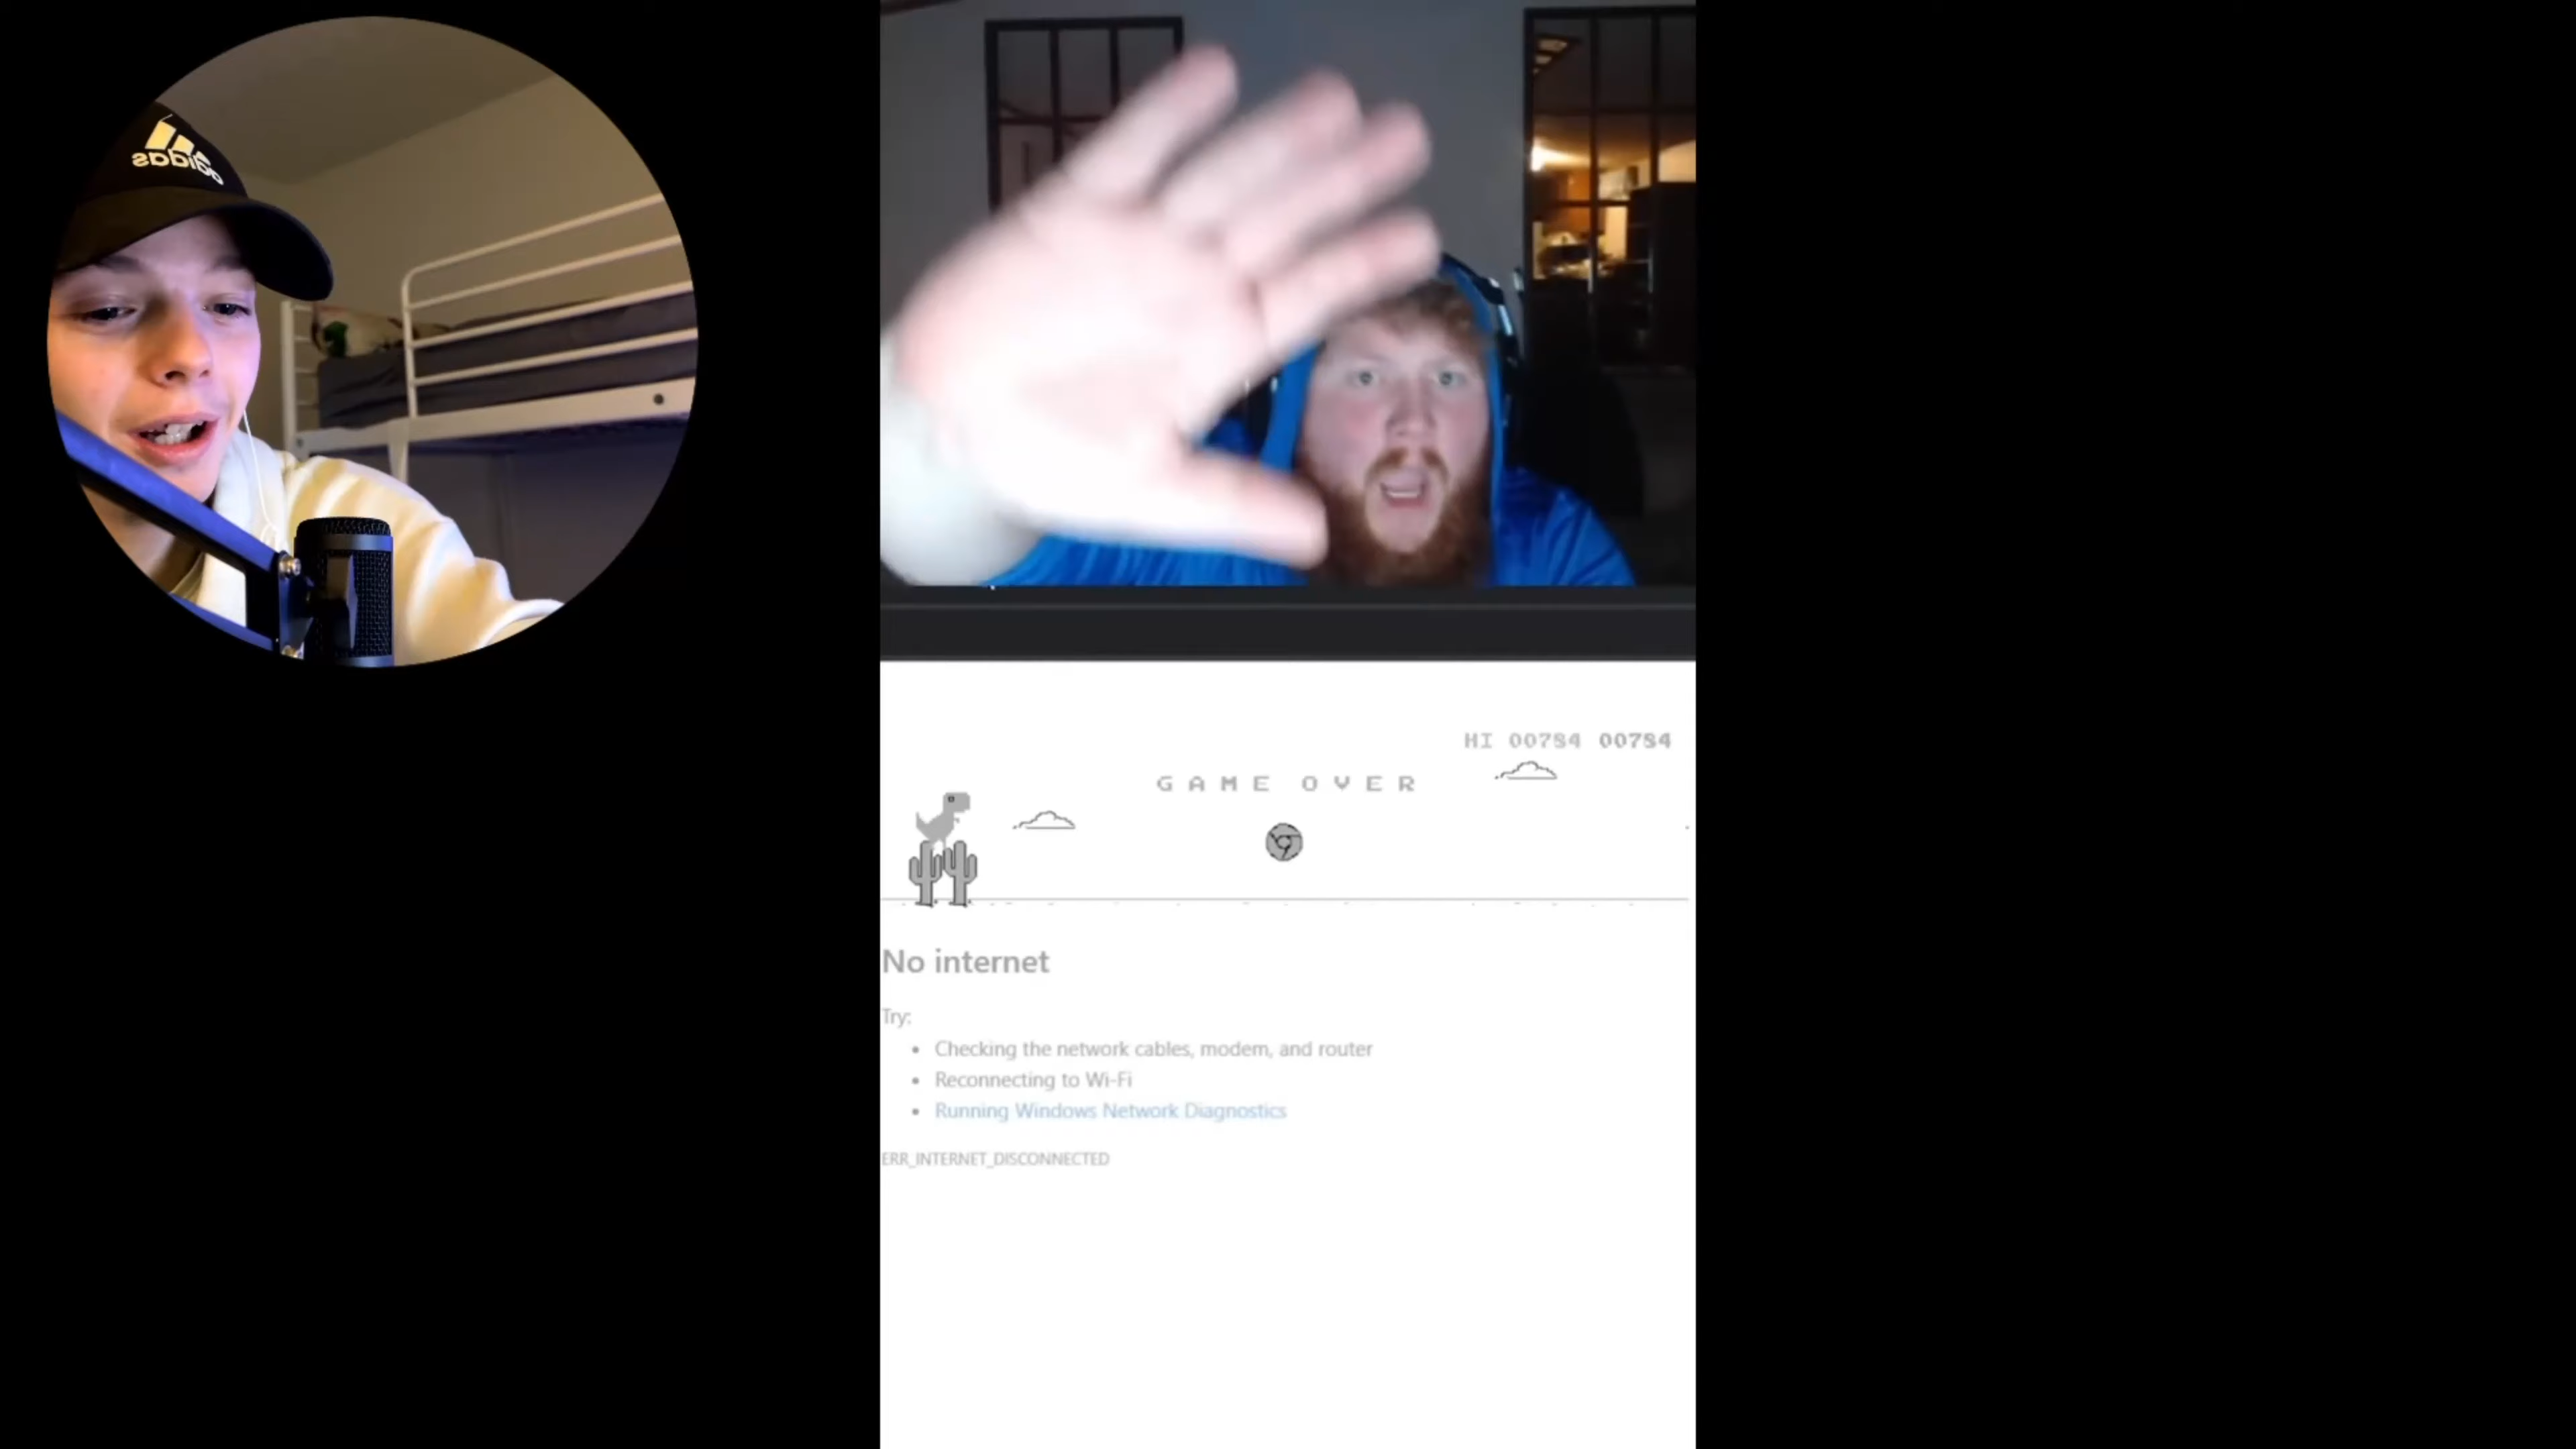 adidas
HI 00784 00784
GAME OVER
No internet
Try:
• Checking the network cables, modem, and router
• Reconnecting to Wi-Fi
• Running Windows Network Diagnostics
ERR_INTERNET_DISCONNECTED